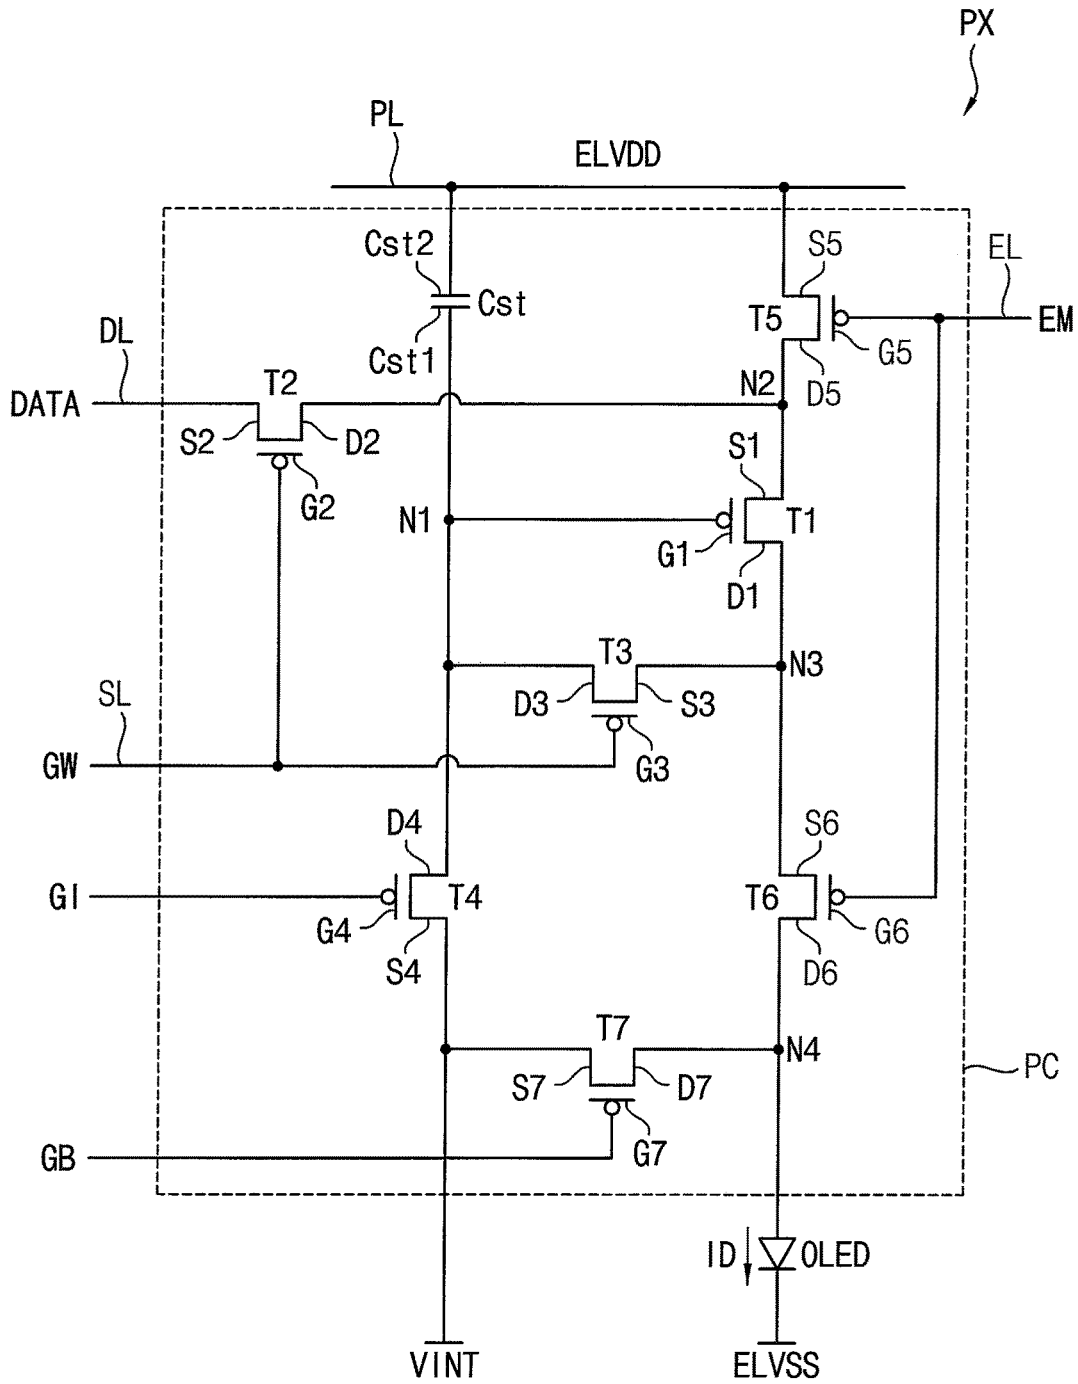 PX
PL
ELVDD
Cst2
Cst
Cst1
S5
EL
T5
EM
G5
D5
DL
T2
N2
DATA
S2
D2
G2
S1
N1
T1
G1
D1
T3
N3
SL
D3
S3
GW
G3
D4
S6
GI
T4
T6
G4
G6
S4
D6
T7
N4
PC
S7
D7
GB
G7
ID
OLED
VINT
ELVSS